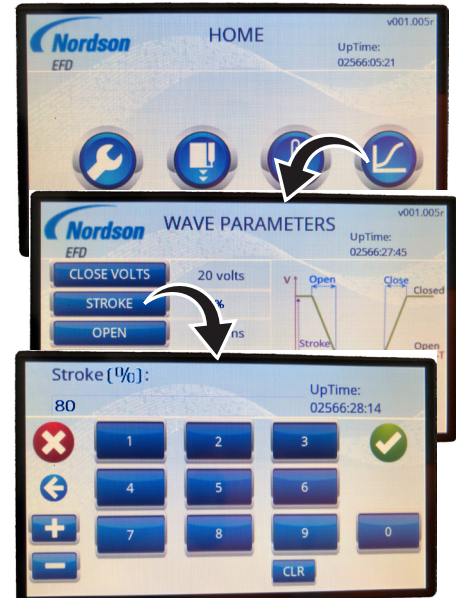 v001.005r
Nordson
EFD
HOME
UpTime:
02566:05:21
v001.005r
Nordson
EFD
WAVE PARAMETERS
UpTime:
02566:27:45
CLOSE VOLTS
20 volts
STROKE
%
OPEN
ns
V
Open
Close
Closed
Stroke
Open
T
Stroke (%):
80
UpTime:
02566:28:14
1
2
3
4
5
6
7
8
9
0
CLR